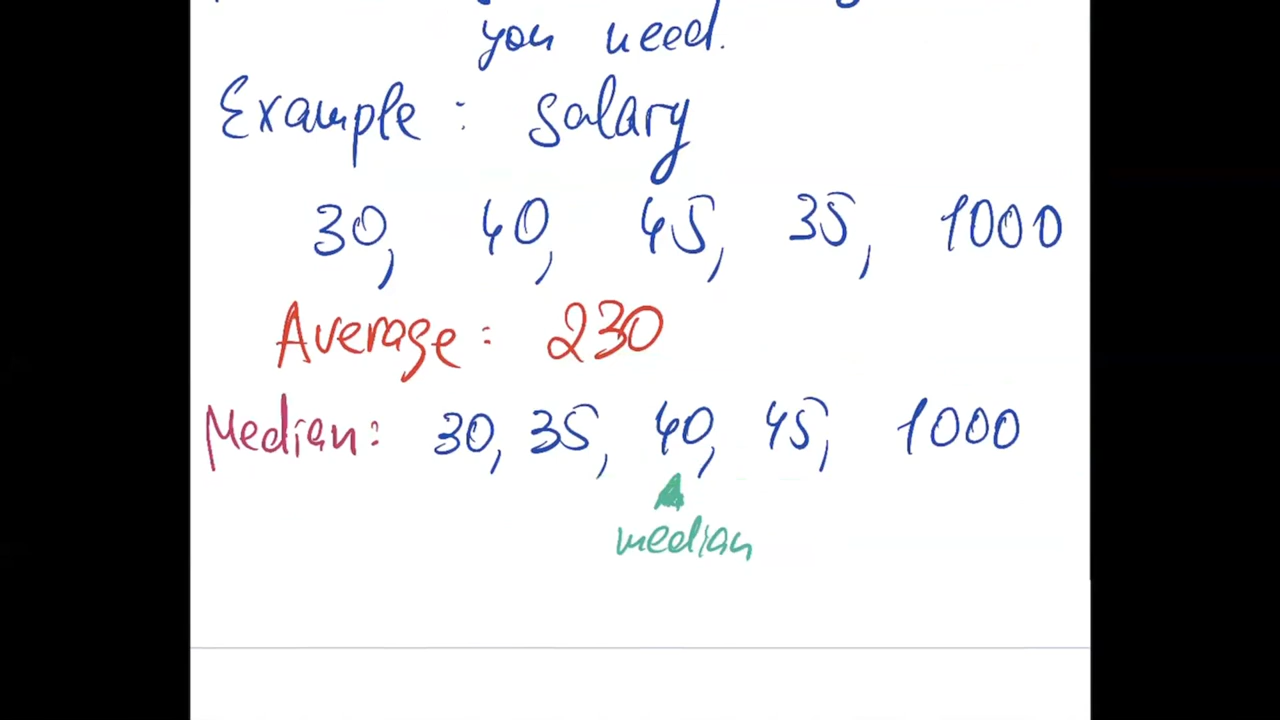 you need.
Example: salary
30, 40, 45, 35, 1000
Average: 230
Median: 30, 35, 40, 45, 1000
median